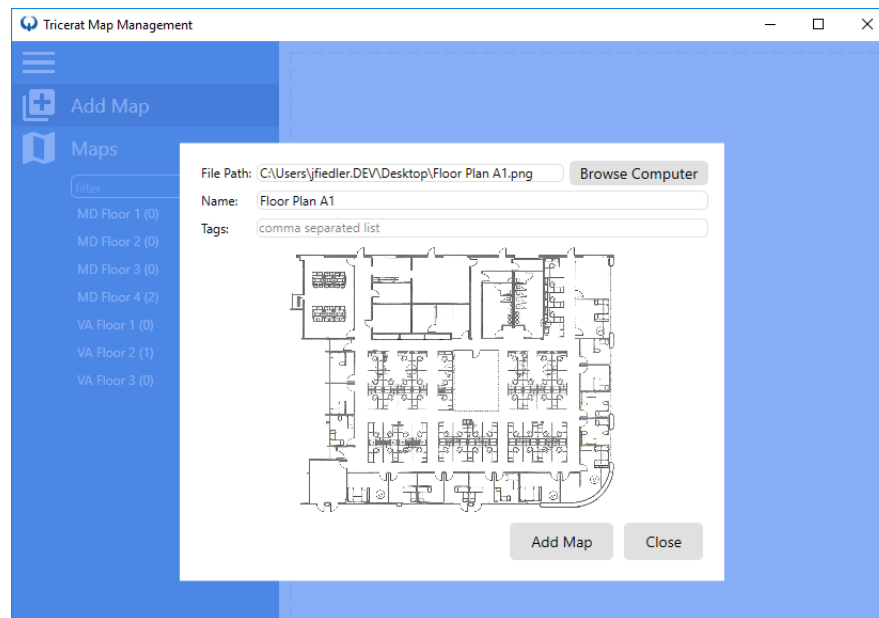 Tricerat Map Management
Add Map
Maps
filter
MD Floor 1 (0)
MD Floor 2 (0)
MD Floor 3 (0)
MD Floor 4 (2)
VA Floor 1 (0)
VA Floor 2 (1)
VA Floor 3 (0)
File Path: C:\Users\jfiedler.DEV\Desktop\Floor Plan A1.png Browse Computer
Name: Floor Plan A1
Tags: comma separated list
Add Map Close